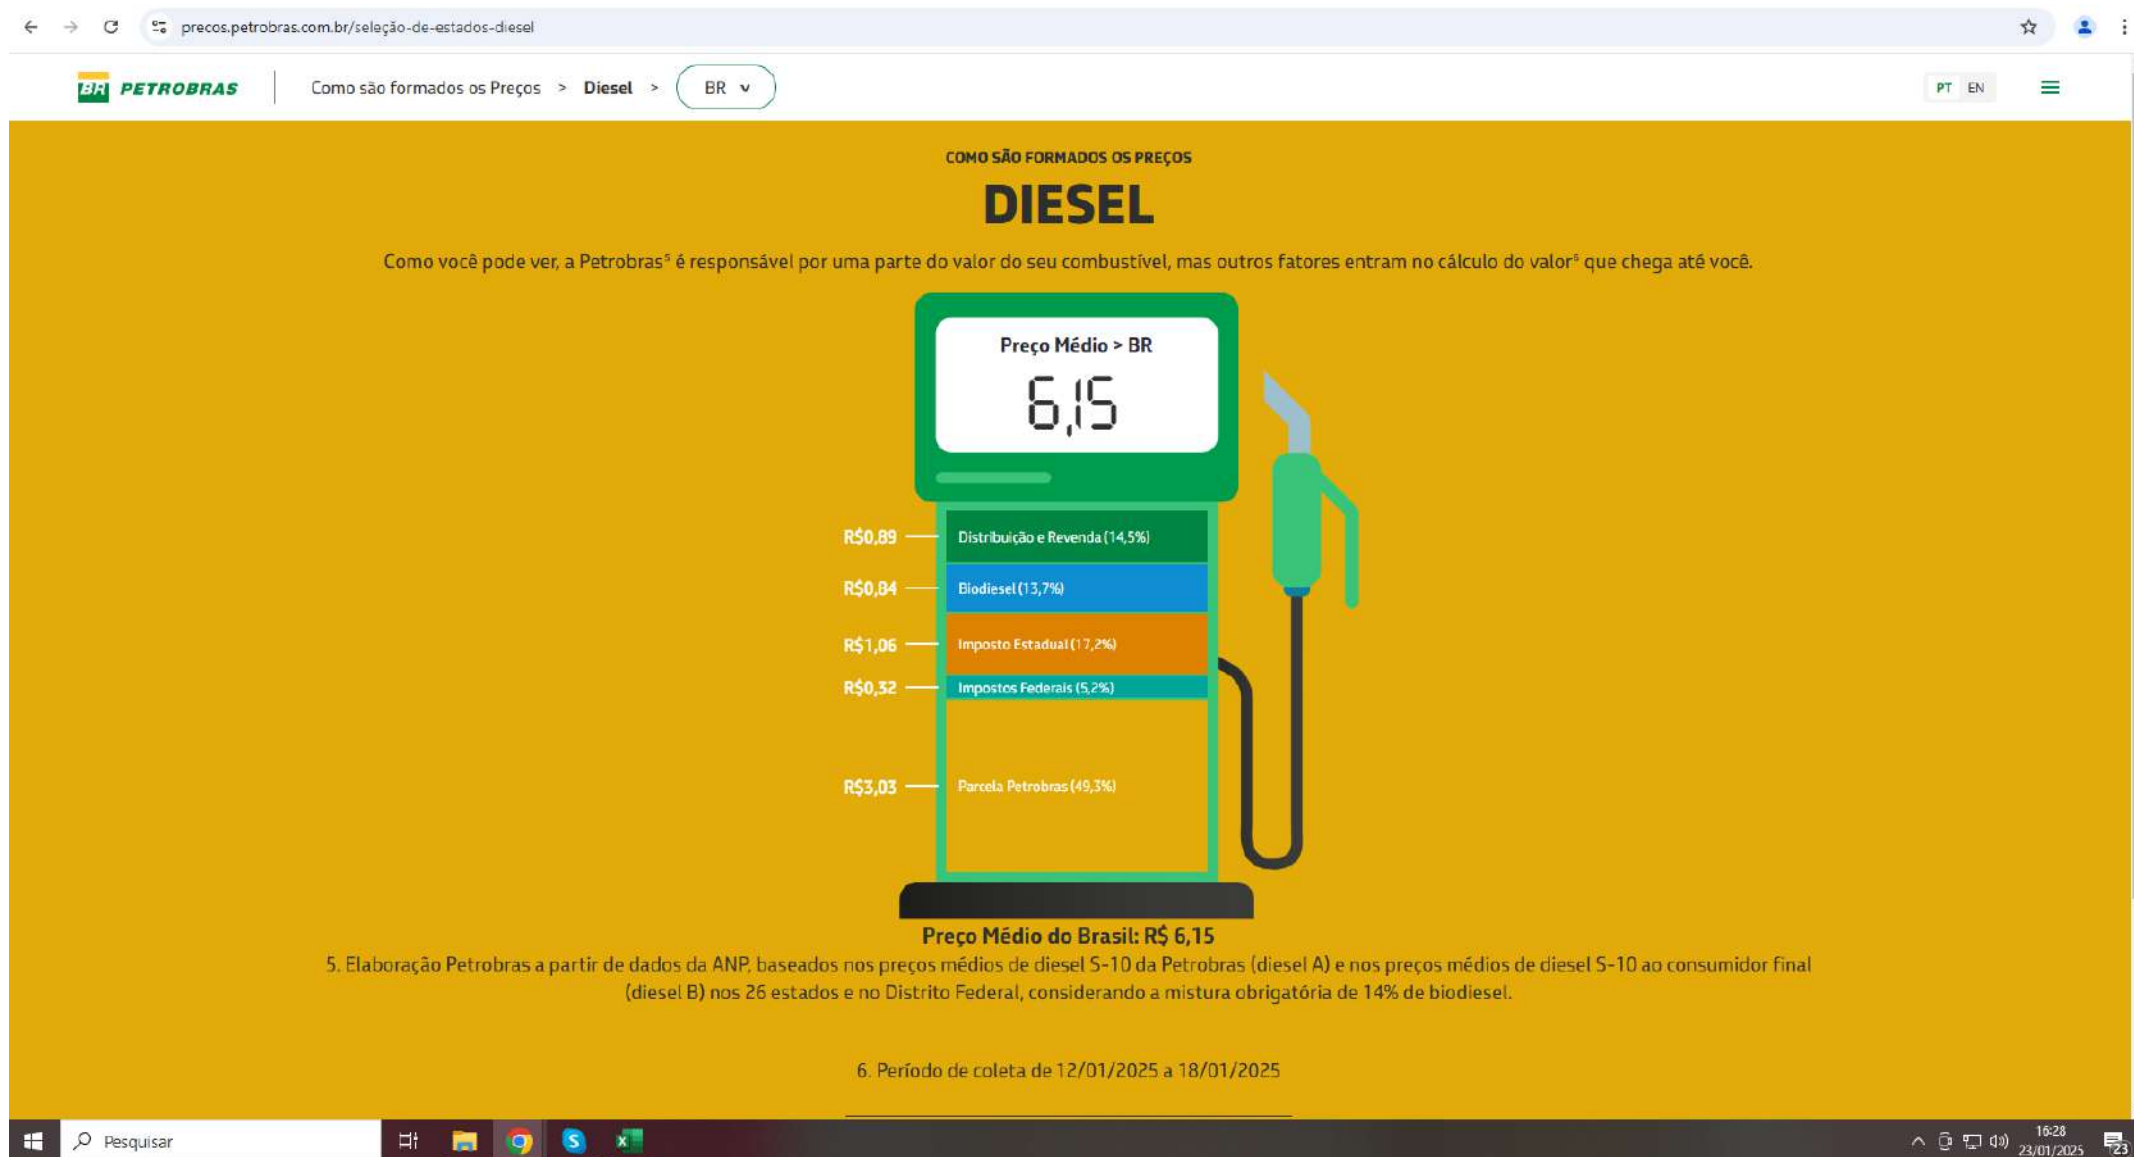 precos.petrobras.com.br/seleção-de-estados-diesel
BR PETROBRAS
Como são formados os Preços > Diesel > BR
PT EN
COMO SÃO FORMADOS OS PREÇOS
DIESEL
Como você pode ver, a Petrobras⁵ é responsável por uma parte do valor do seu combustível, mas outros fatores entram no cálculo do valor⁶ que chega até você.
Preço Médio > BR
6,15
R$0,89 Distribuição e Revenda (14,5%)
R$0,84 Biodiesel (13,7%)
R$1,06 Imposto Estadual (17,2%)
R$0,32 Impostos Federais (5,2%)
R$3,03 Parcela Petrobras (49,3%)
Preço Médio do Brasil: R$ 6,15
5. Elaboração Petrobras a partir de dados da ANP, baseados nos preços médios de diesel S-10 da Petrobras (diesel A) e nos preços médios de diesel S-10 ao consumidor final
(diesel B) nos 26 estados e no Distrito Federal, considerando a mistura obrigatória de 14% de biodiesel.
6. Período de coleta de 12/01/2025 a 18/01/2025
Pesquisar
16:28
23/01/2025
23